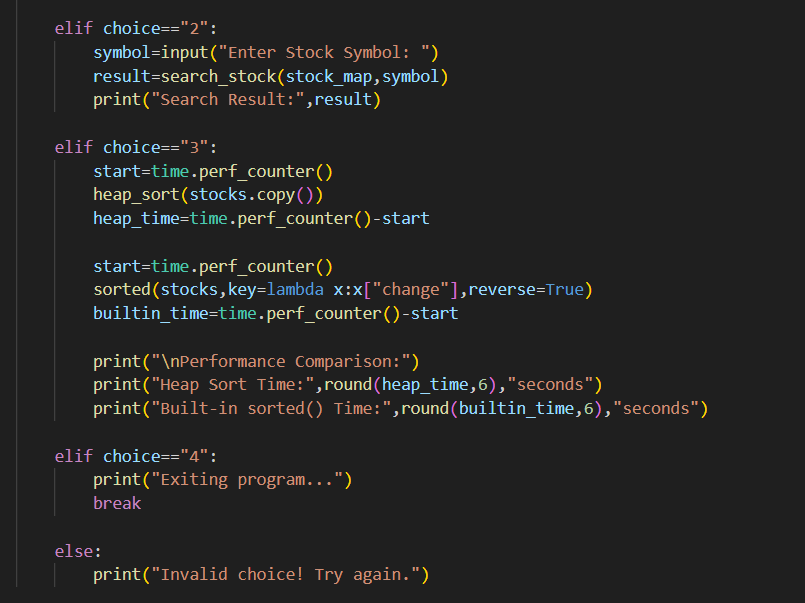 elif choice=="2":
symbol=input("Enter Stock Symbol: ")
result=search_stock(stock_map,symbol)
print("Search Result:",result)
elif choice=="3":
start=time.perf_counter()
heap_sort(stocks.copy())
heap_time=time.perf_counter()-start
start=time.perf_counter()
sorted(stocks,key=lambda x:x["change"],reverse=True)
builtin_time=time.perf_counter()-start
print("\nPerformance Comparison:")
print("Heap Sort Time:",round(heap_time,6),"seconds")
print("Built-in sorted() Time:",round(builtin_time,6),"seconds")
elif choice=="4":
print("Exiting program...")
break
else:
print("Invalid choice! Try again.")